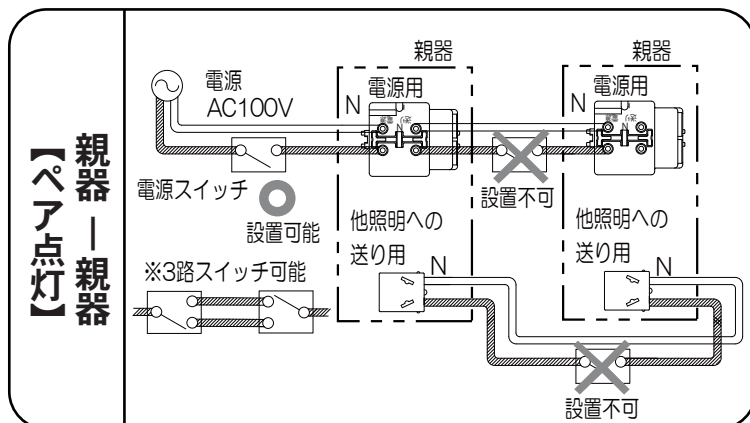 親器 ― 親器
【ペア点灯】
親器
親器
電源
AC100V
N
電源用
N
電源用
N
N
電源スイッチ
設置可能
設置不可
※3路スイッチ可能
他照明への
送り用
N
他照明への
送り用
N
設置不可